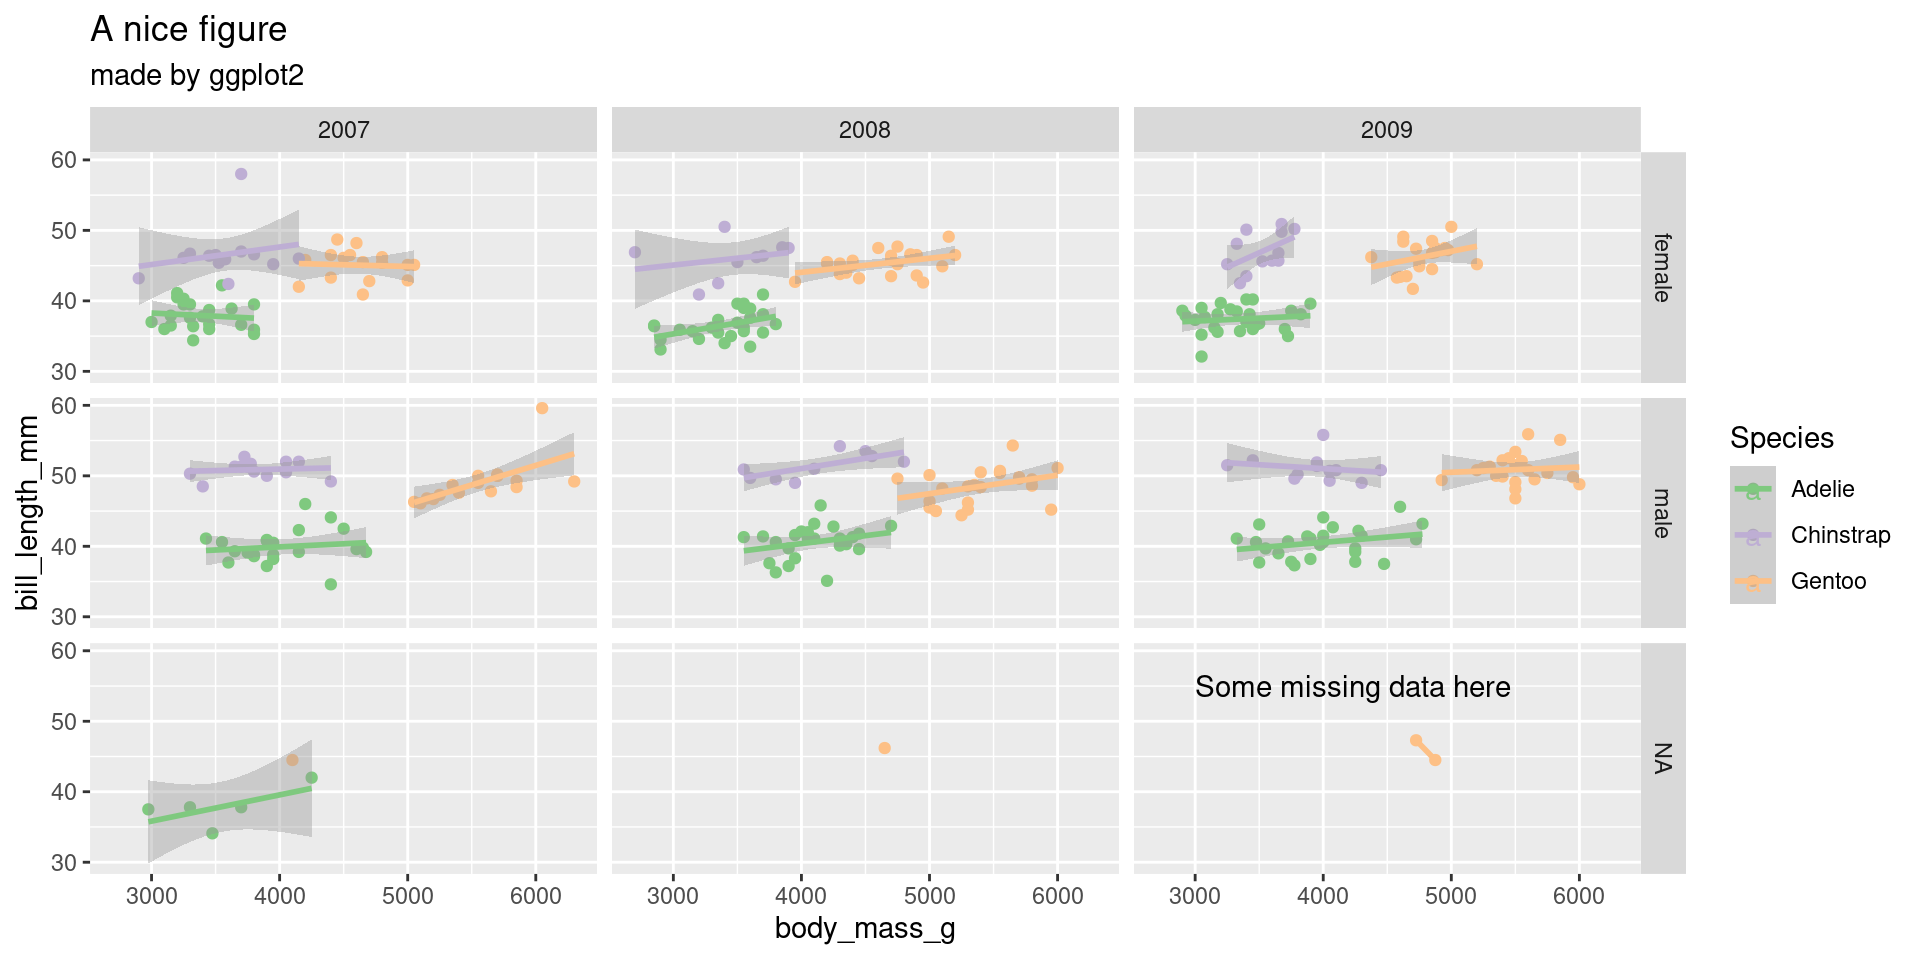 A nice figure
made by ggplot2
2007 2008 2009
60
50
40
30
female
60
50
40
30
male
60
50
40
30
NA
Some missing data here
3000 4000 5000 6000 3000 4000 5000 6000 3000 4000 5000 6000
body_mass_g
bill_length_mm
Species
a Adelie
a Chinstrap
a Gentoo